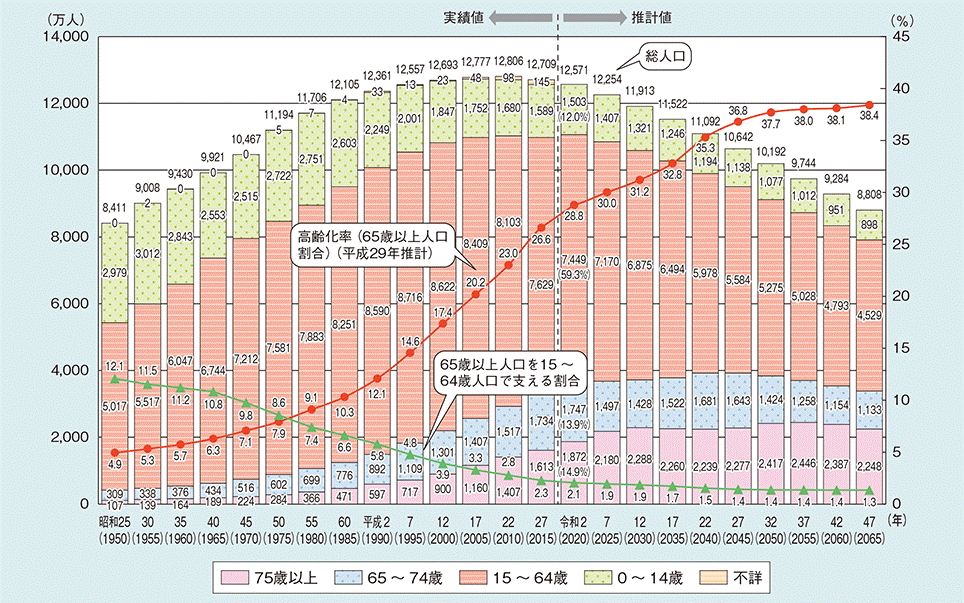 （万人）
実績値
推計値
（％）
14,000
12,000
10,000
8,000
6,000
4,000
2,000
0
45
40
35
30
25
20
15
10
5
0
総人口
高齢化率（65歳以上人口
割合）（平成29年推計）
65歳以上人口を15～
64歳人口で支える割合
8,411 9,008 9,430 9,921 10,467 11,194 11,706 12,105 12,361 12,557 12,693 12,777 12,806 12,709 12,571 12,254 11,913 11,522 11,092 10,642 10,192 9,744 9,284 8,808
0 2 0 0 0 5 7 4 33 13 23 48 98 145
2,979 3,012 2,843 2,553 2,515 2,722 2,751 2,603 2,249 2,001 1,847 1,752 1,680 1,589 1,503 1,407 1,321 1,246 1,194 1,138 1,077 1,012 951 898
(12.0%)
5,017 5,517 6,047 6,744 7,212 7,581 7,883 8,251 8,590 8,716 8,622 8,409 8,103 7,629 7,449 7,170 6,875 6,494 5,978 5,584 5,275 5,028 4,793 4,529
(59.3%)
309 338 376 434 516 602 699 776 892 1,109 1,301 1,407 1,517 1,734 1,747 1,497 1,428 1,522 1,681 1,643 1,424 1,258 1,154 1,133
(13.9%)
107 139 164 189 224 284 366 471 597 717 900 1,160 1,407 1,613 1,872 2,180 2,288 2,260 2,239 2,277 2,417 2,446 2,387 2,248
(14.9%)
4.9 5.3 5.7 6.3 7.1 7.9 9.1 10.3 12.1 14.6 17.4 20.2 23.0 26.6 28.8 30.0 31.2 32.8 35.3 36.8 37.7 38.0 38.1 38.4
12.1 11.5 11.2 10.8 9.8 8.6 7.4 6.6 5.8 4.8 3.9 3.3 2.8 2.3 2.1 1.9 1.9 1.7 1.5 1.4 1.4 1.4 1.4 1.3
昭和25 30 35 40 45 50 55 60 平成2 7 12 17 22 27 令和2 7 12 17 22 27 32 37 42 47 （年）
(1950) (1955) (1960) (1965) (1970) (1975) (1980) (1985) (1990) (1995) (2000) (2005) (2010) (2015) (2020) (2025) (2030) (2035) (2040) (2045) (2050) (2055) (2060) (2065)
75歳以上 65～74歳 15～64歳 0～14歳 不詳